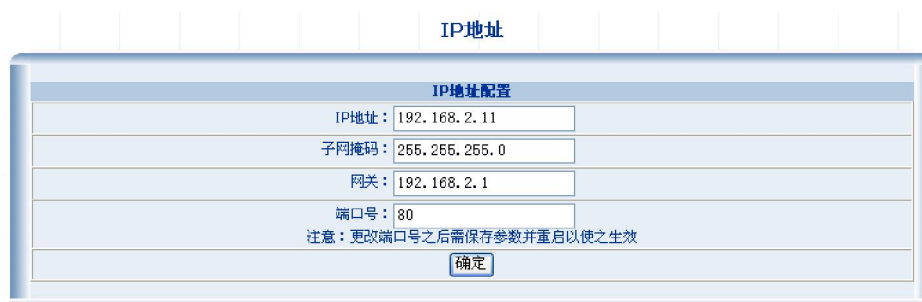 IP地址
IP地址配置
IP地址：192.168.2.11
子网掩码：255.255.255.0
网关：192.168.2.1
端口号：80
注意：更改端口号之后需保存参数并重启以使之生效
确定